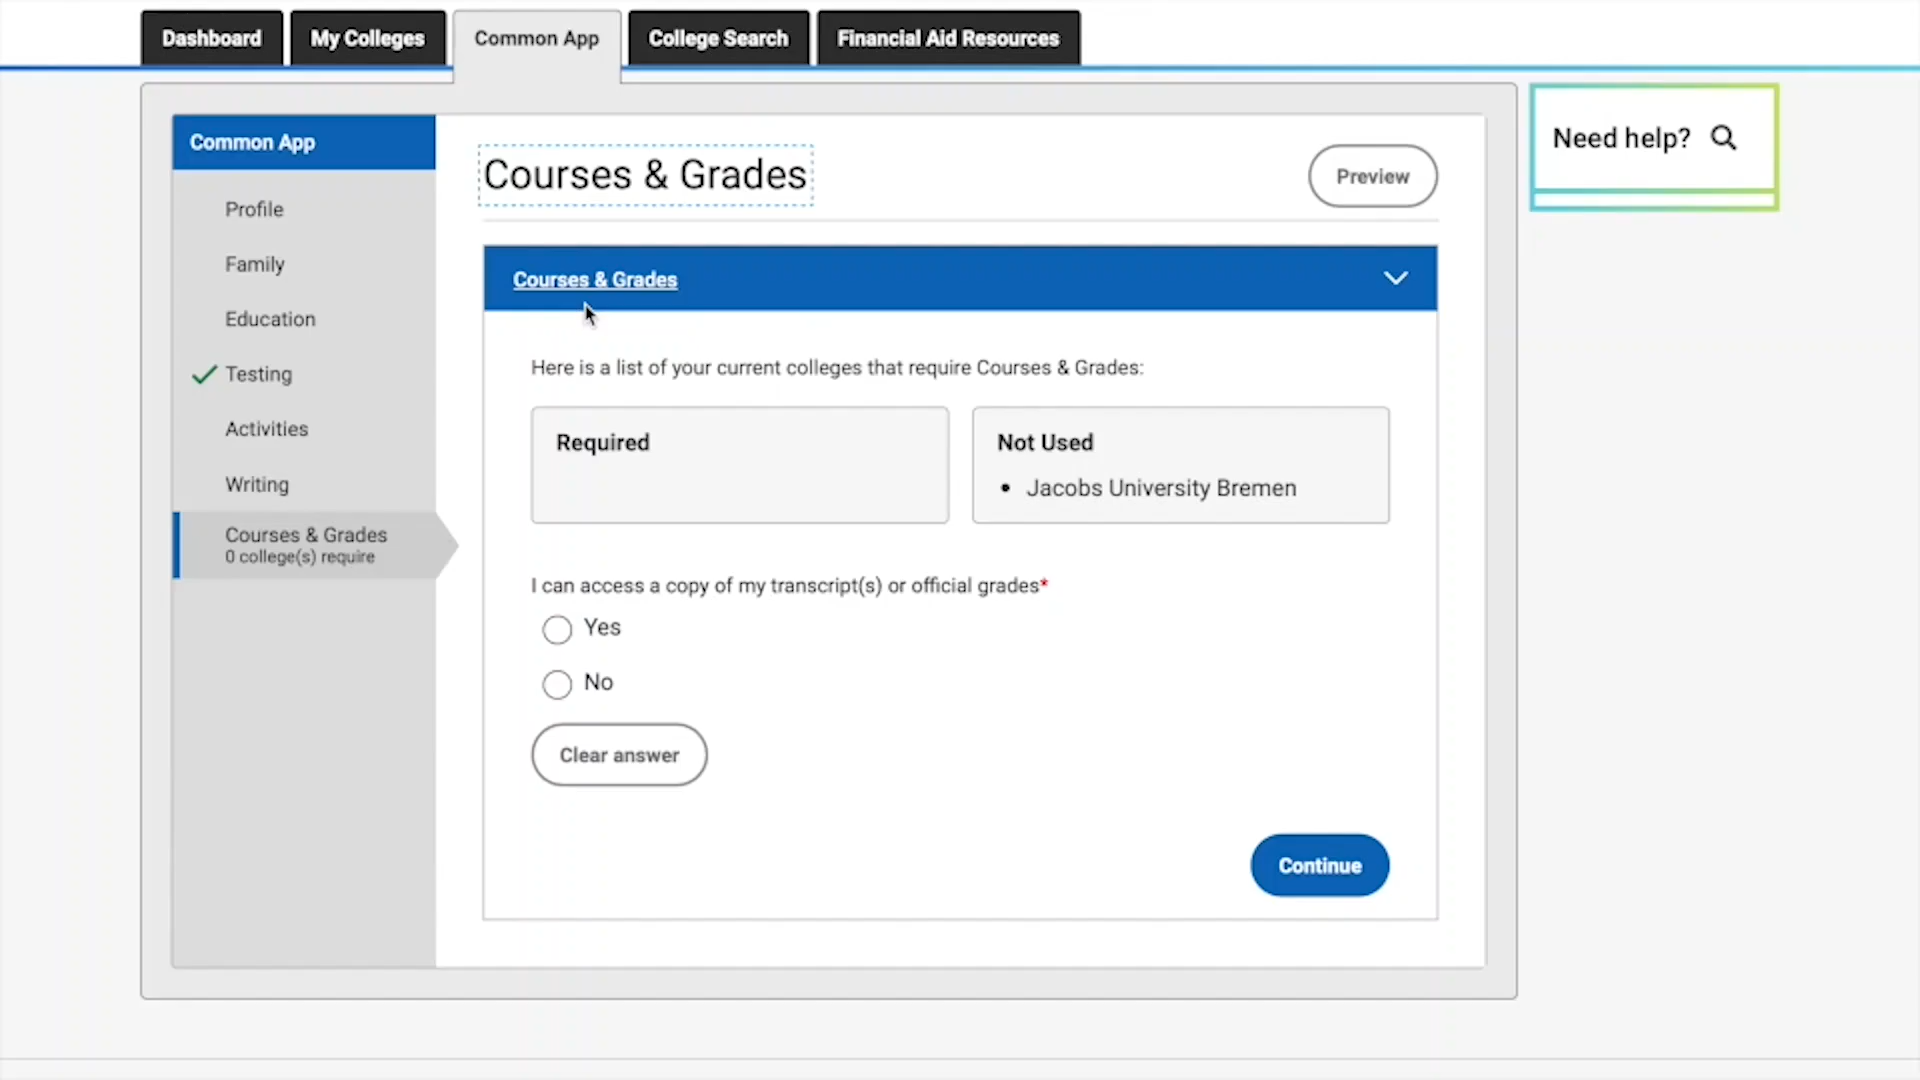 Dashboard
My Colleges
Common App
College Search
Financial Aid Resources
Need help?
Common App
Profile
Family
Education
Testing
Activities
Writing
Courses & Grades
0 college(s) require
Courses & Grades
Preview
Courses & Grades
Here is a list of your current colleges that require Courses & Grades:
Required
Not Used
• Jacobs University Bremen
I can access a copy of my transcript(s) or official grades*
Yes
No
Clear answer
Continue